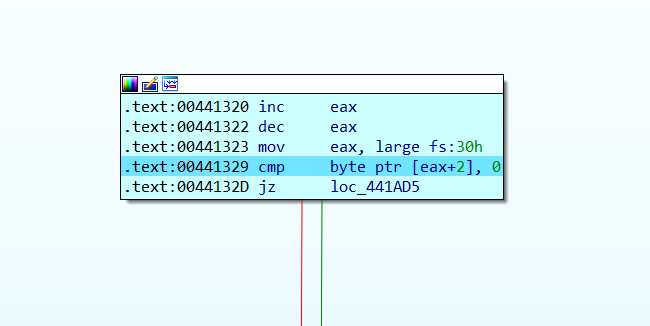 .text:00441320 inc eax
.text:00441322 dec eax
.text:00441323 mov eax, large fs:30h
.text:00441329 cmp byte ptr [eax+2], 0
.text:0044132D jz loc_441AD5